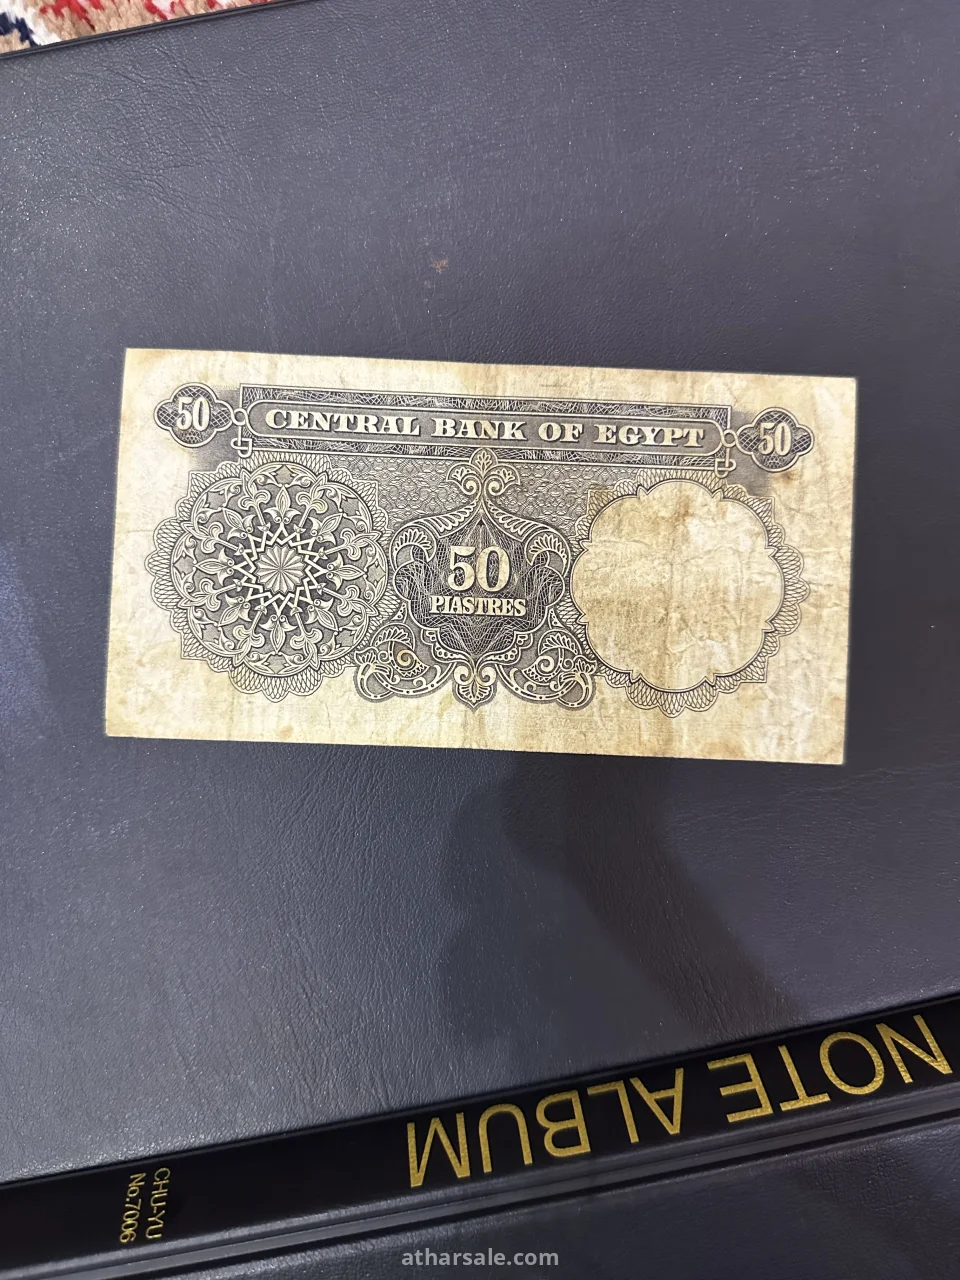 50
CENTRAL BANK OF EGYPT
50
50
PIASTRES
NOTE ALBUM
CHU-YU
No.7006
atharsale.com